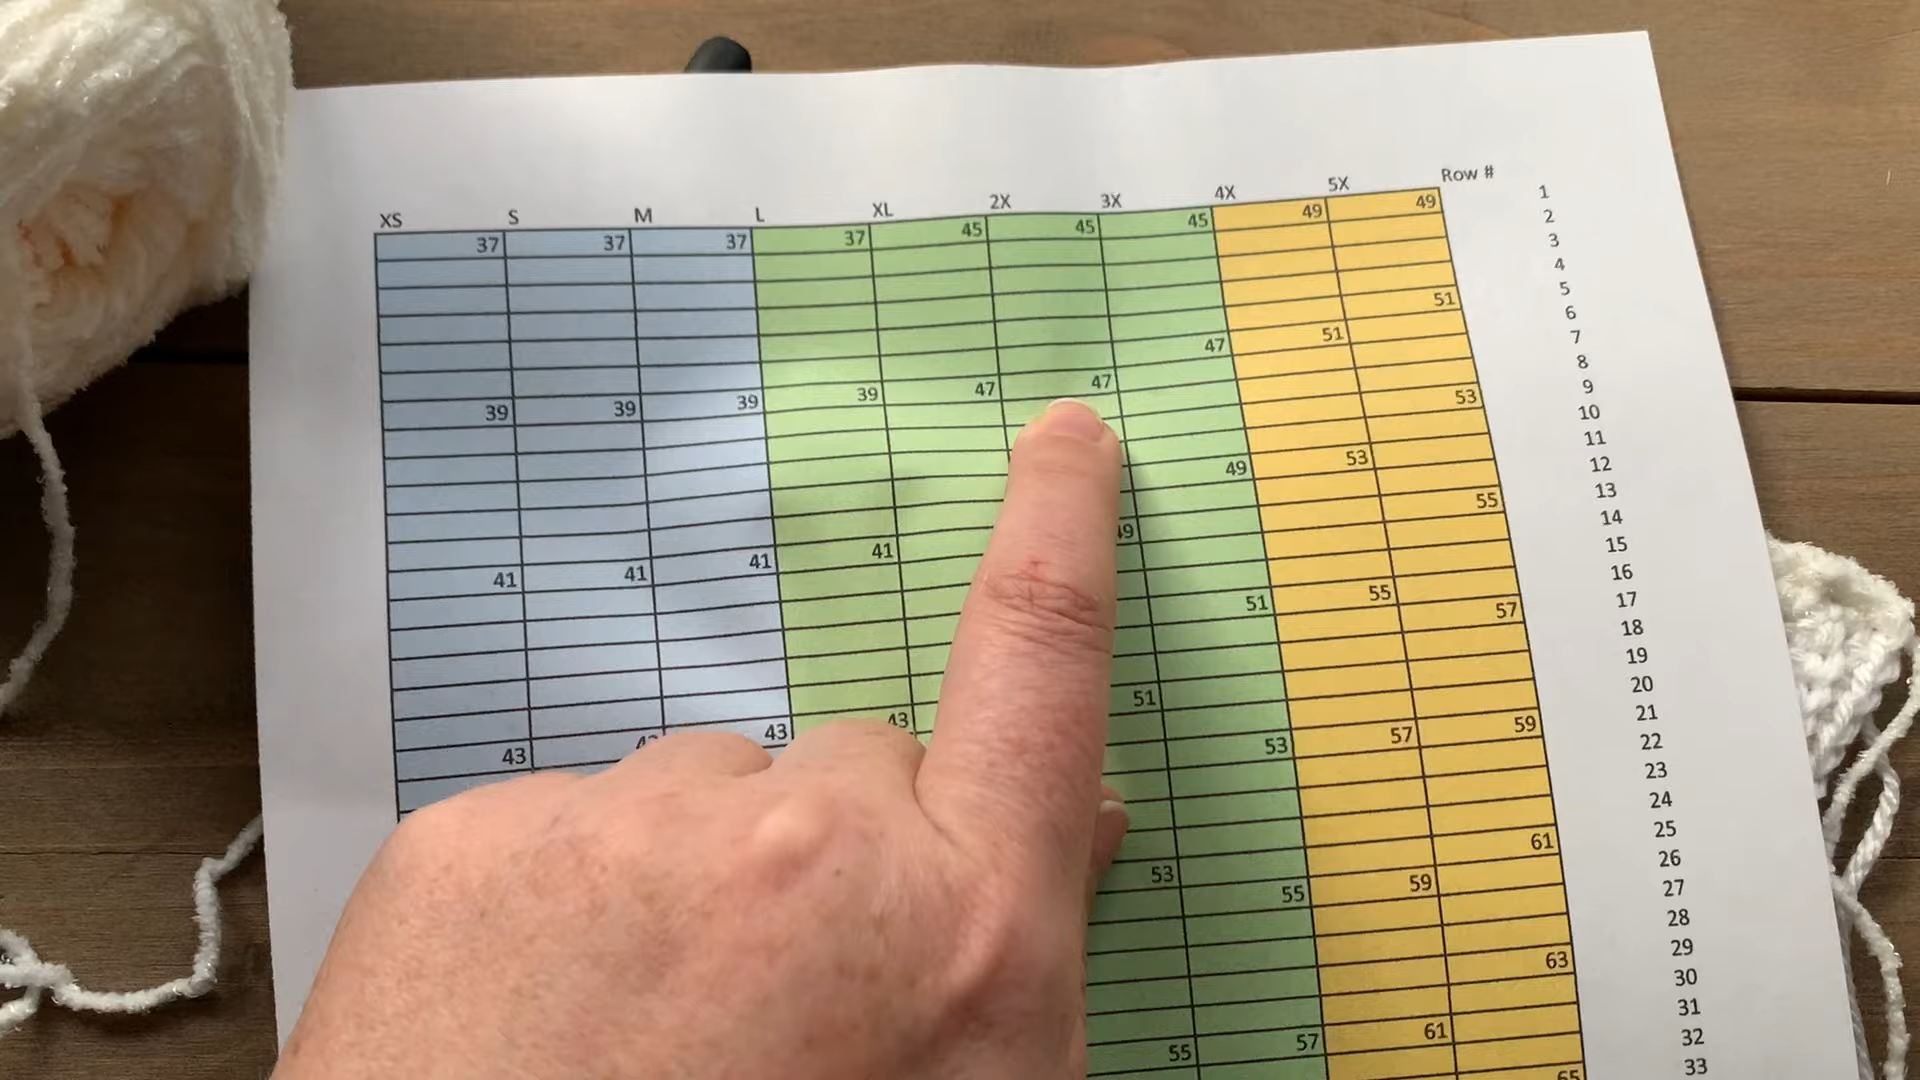 XS S M L XL 2X 3X 4X 5X Row #
37 37 37 37 45 45 45 49 49 1
2
3
4
51 5
47 51 6
39 39 39 39 47 47 7
8
53 9
10
49 53 11
12
41 41 41 41 49 55 13
14
15
51 55 16
57 17
18
43 43 43 51 19
20
53 57 59 21
22
23
24
53 61 25
55 59 26
27
28
63 29
30
55 57 61 31
32
65 33